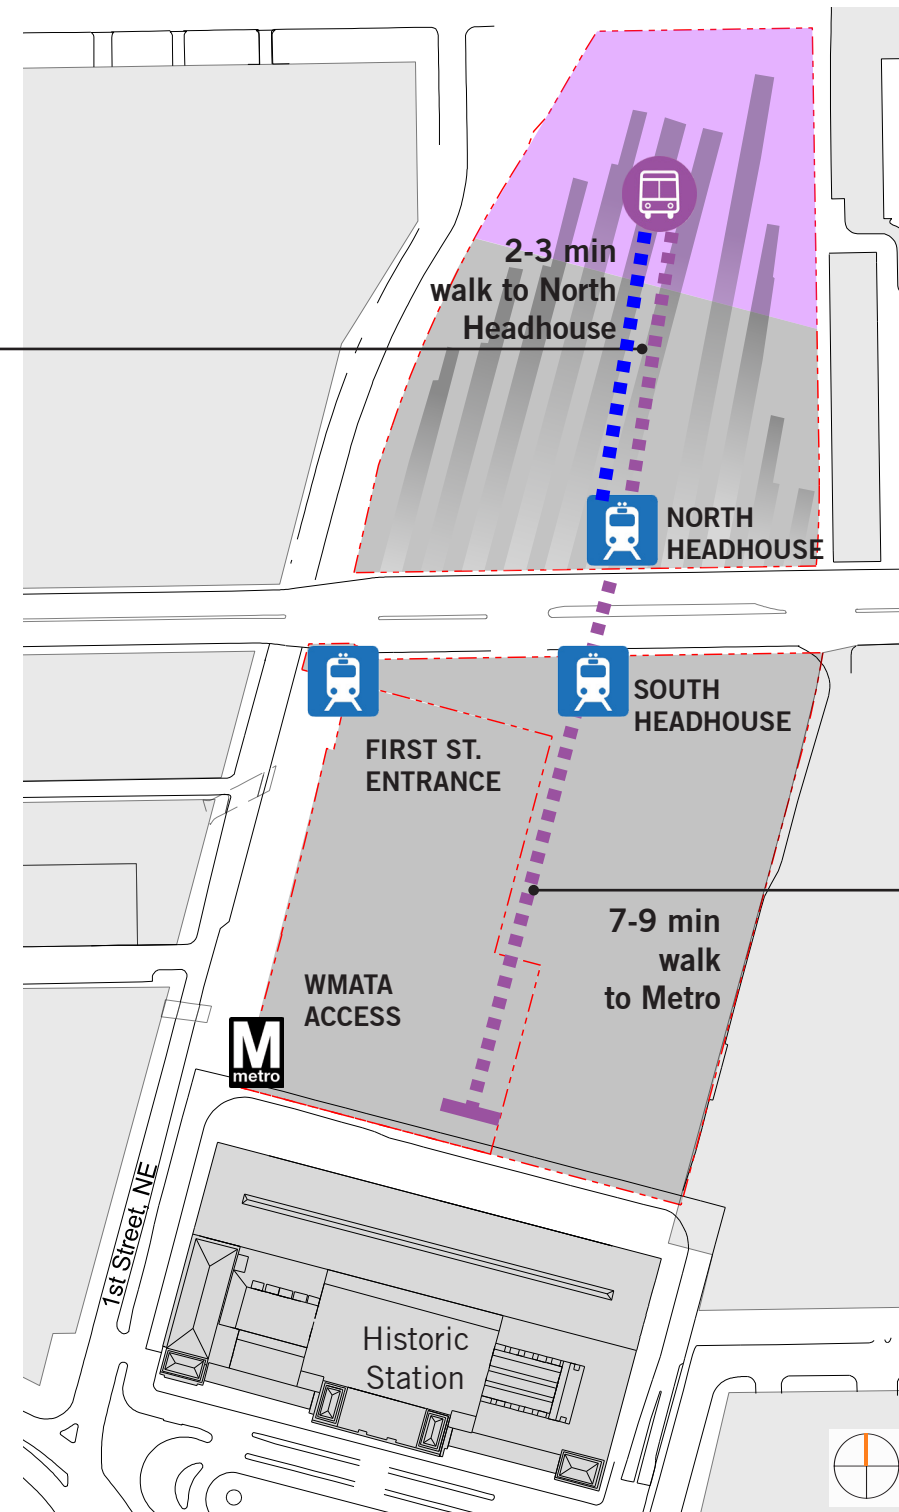 2-3 min
walk to North
Headhouse
NORTH
HEADHOUSE
SOUTH
HEADHOUSE
FIRST ST.
ENTRANCE
7-9 min
walk
to Metro
WMATA
ACCESS
M
metro
1st Street, NE
Historic
Station